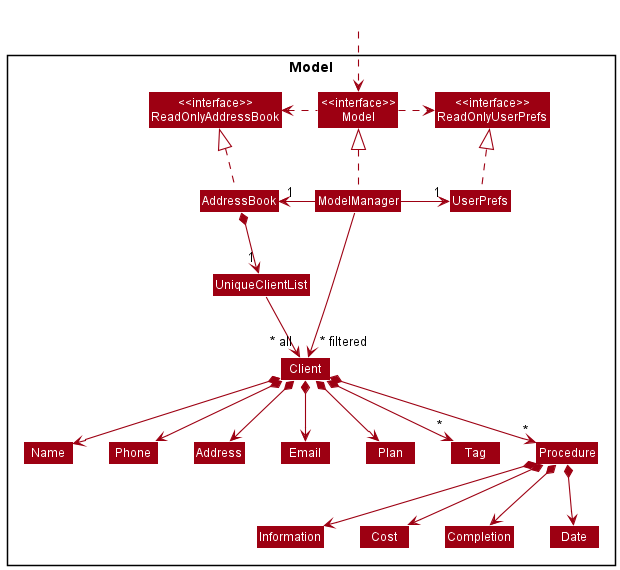 Model
<<interface>>
ReadOnlyAddressBook
<<interface>>
Model
<<interface>>
ReadOnlyUserPrefs
AddressBook
1
ModelManager
1
UserPrefs
1
UniqueClientList
* all
* filtered
Client
*
*
Name
Phone
Address
Email
Plan
Tag
Procedure
Information
Cost
Completion
Date